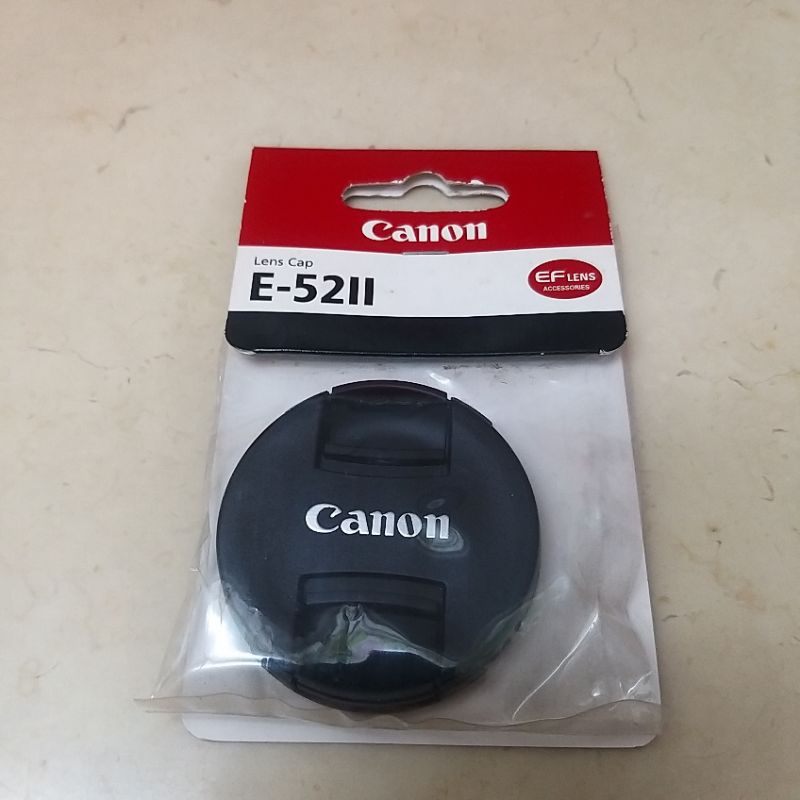 Canon
Lens Cap
E-52II
EF LENS
ACCESSORIES
Canon